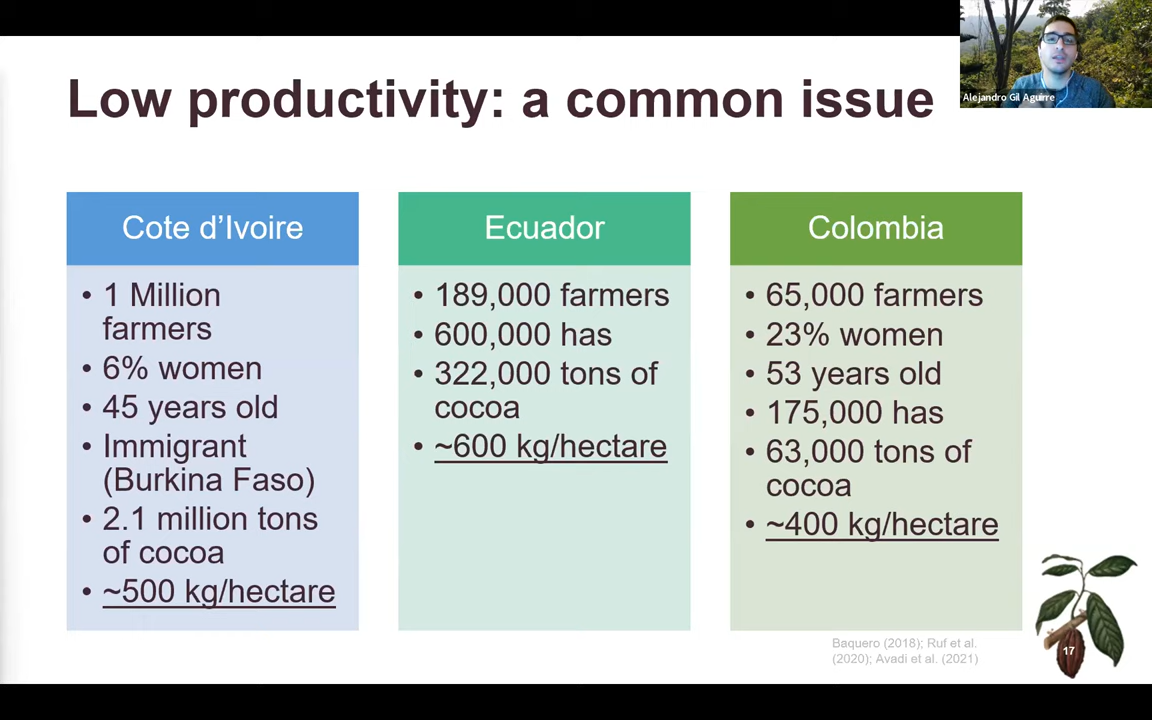 Low productivity: a common issue
Alejandro Gil Aguirre
Cote d’Ivoire
• 1 Million
farmers
• 6% women
• 45 years old
• Immigrant
(Burkina Faso)
• 2.1 million tons
of cocoa
• ~500 kg/hectare
Ecuador
• 189,000 farmers
• 600,000 has
• 322,000 tons of
cocoa
• ~600 kg/hectare
Colombia
• 65,000 farmers
• 23% women
• 53 years old
• 175,000 has
• 63,000 tons of
cocoa
• ~400 kg/hectare
Baquero (2018); Ruf et al.
(2020); Avadi et al. (2021)
17